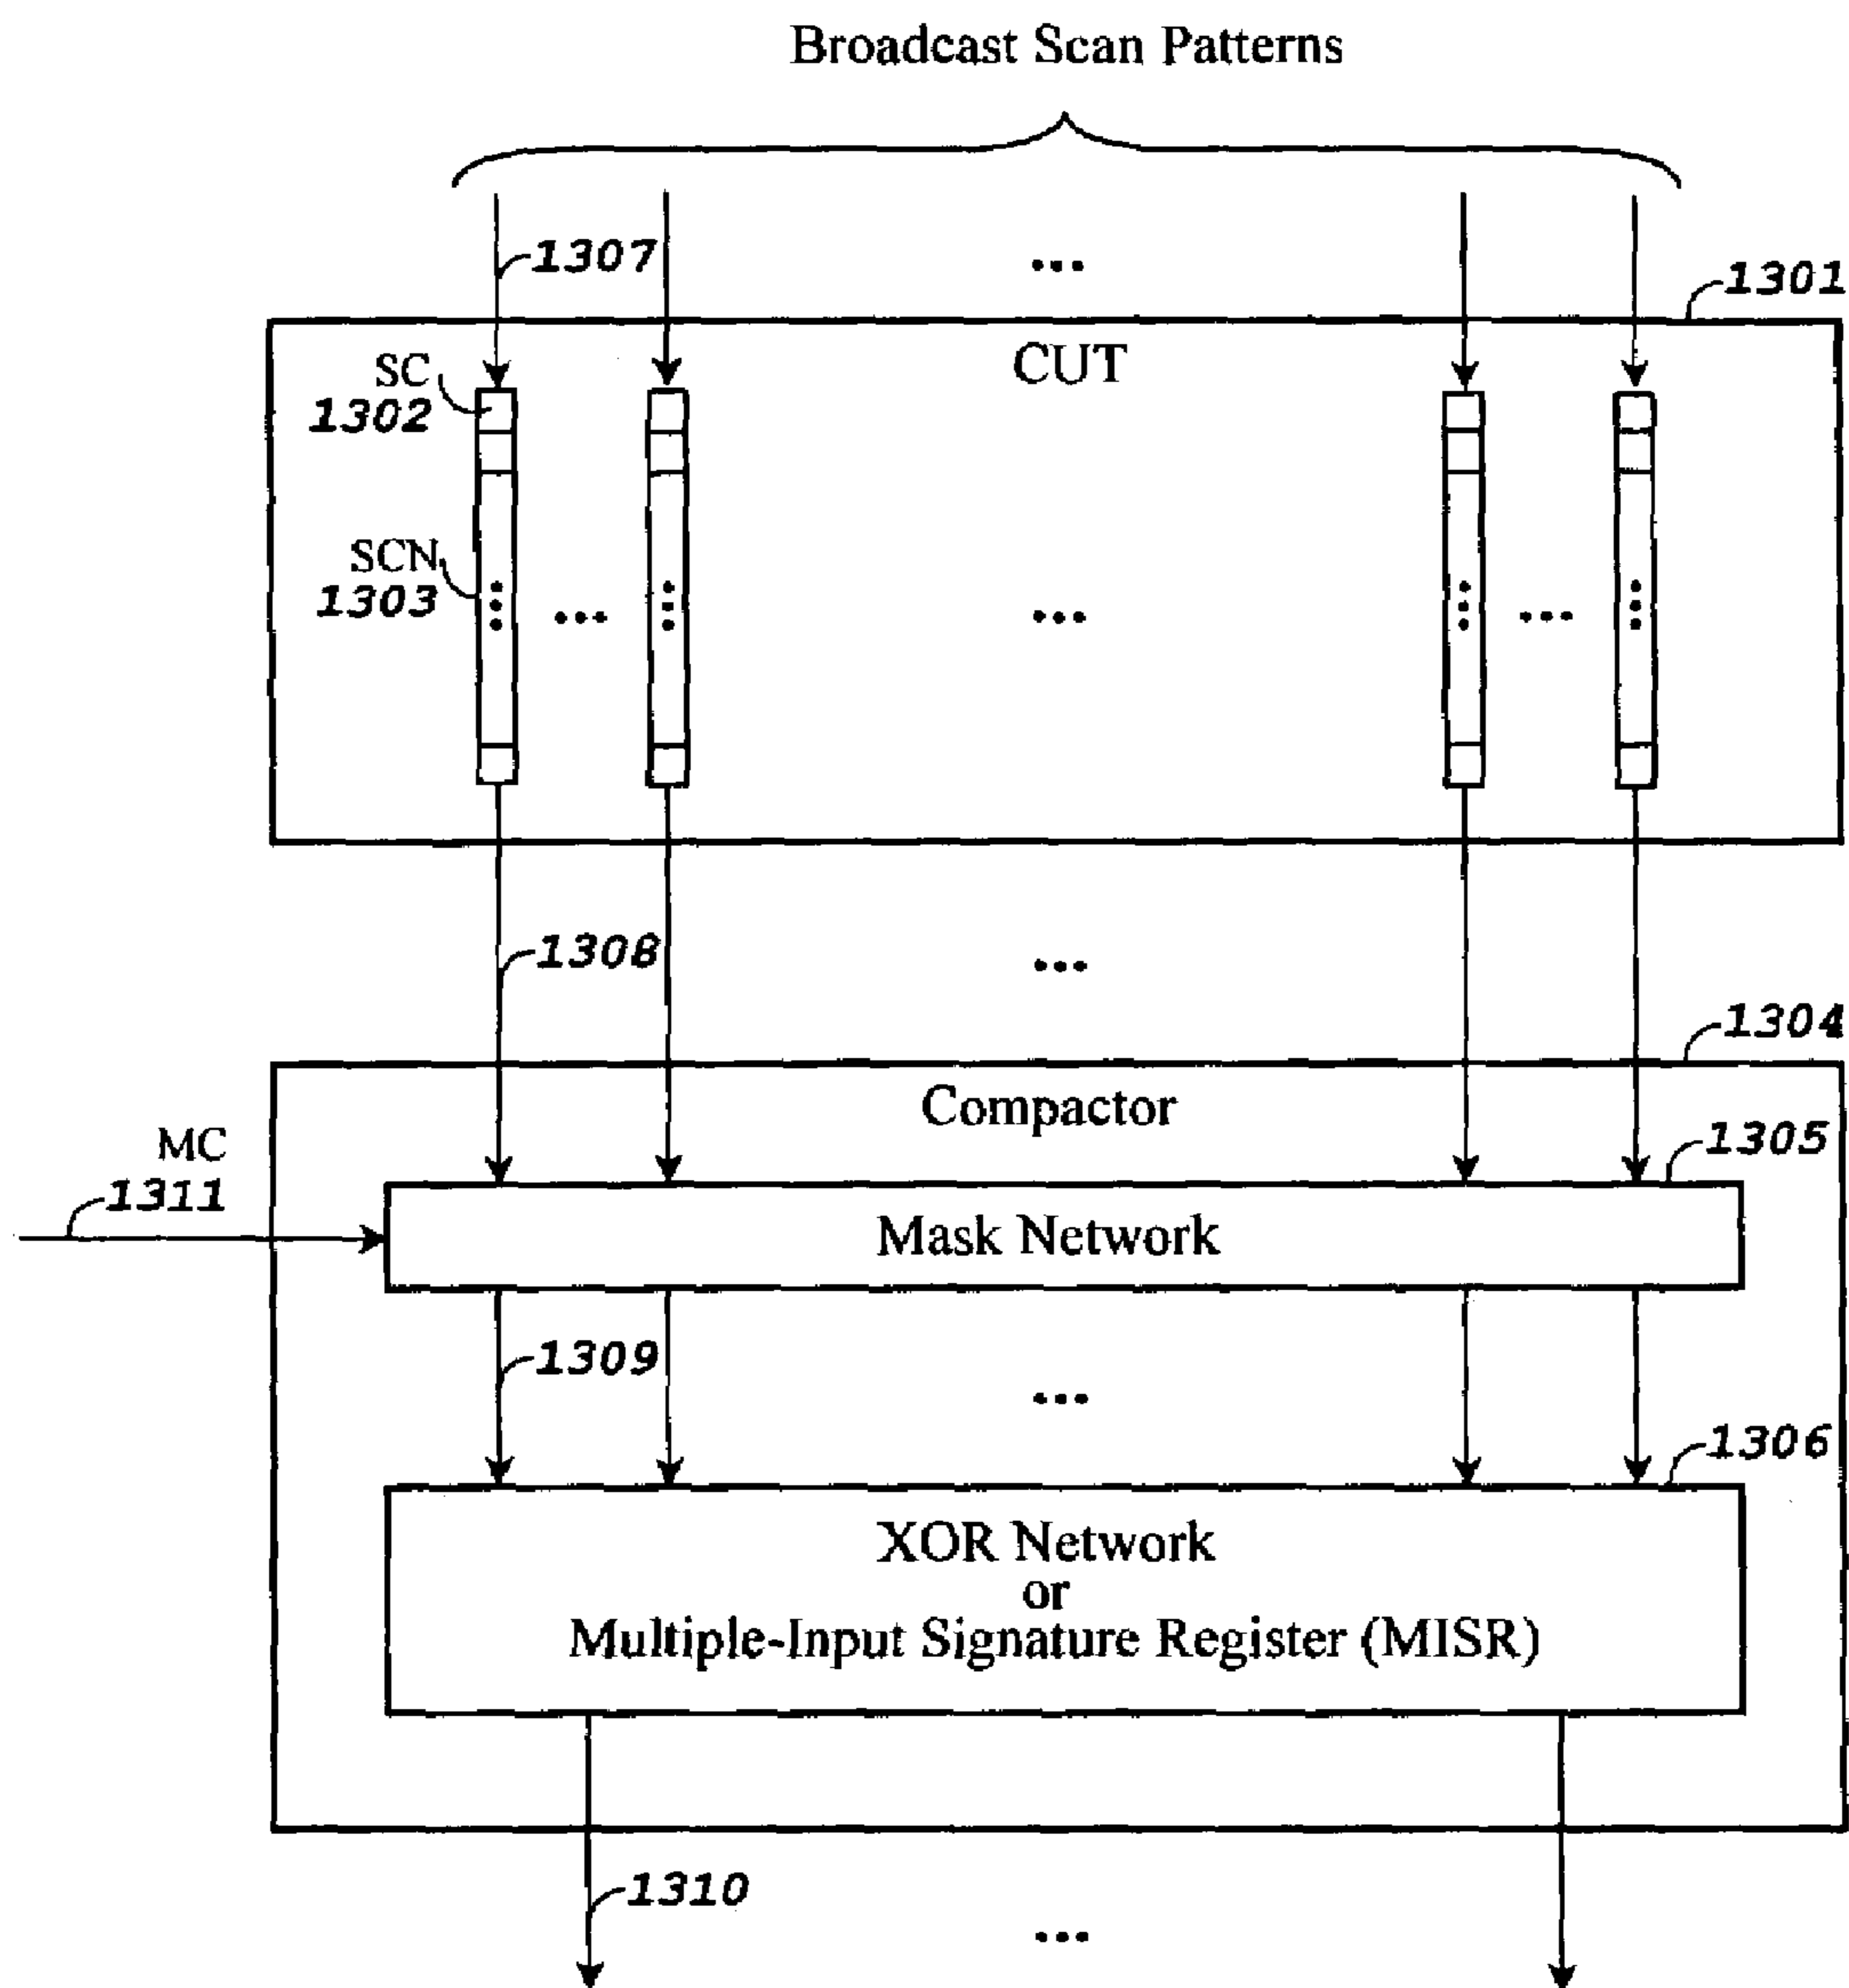 Broadcast Scan Patterns
1307
...
1301
CUT
SC
1302
SCN
1303
... ... ...
1308
...
1304
Compactor
MC
1311
1305
Mask Network
1309
...
1306
XOR Network
or
Multiple-Input Signature Register (MISR)
1310
...